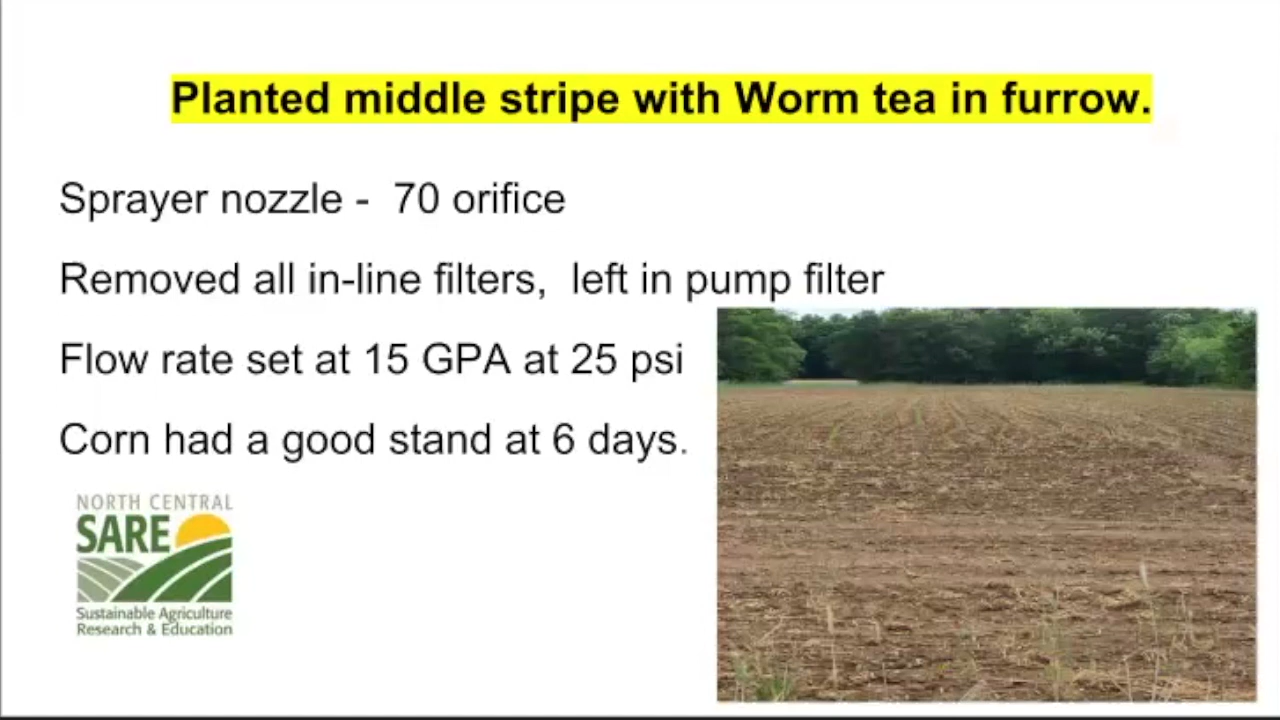 Planted middle stripe with Worm tea in furrow.
Sprayer nozzle -  70 orifice
Removed all in-line filters,  left in pump filter
Flow rate set at 15 GPA at 25 psi
Corn had a good stand at 6 days.
NORTH CENTRAL
SARE
Sustainable Agriculture
Research & Education